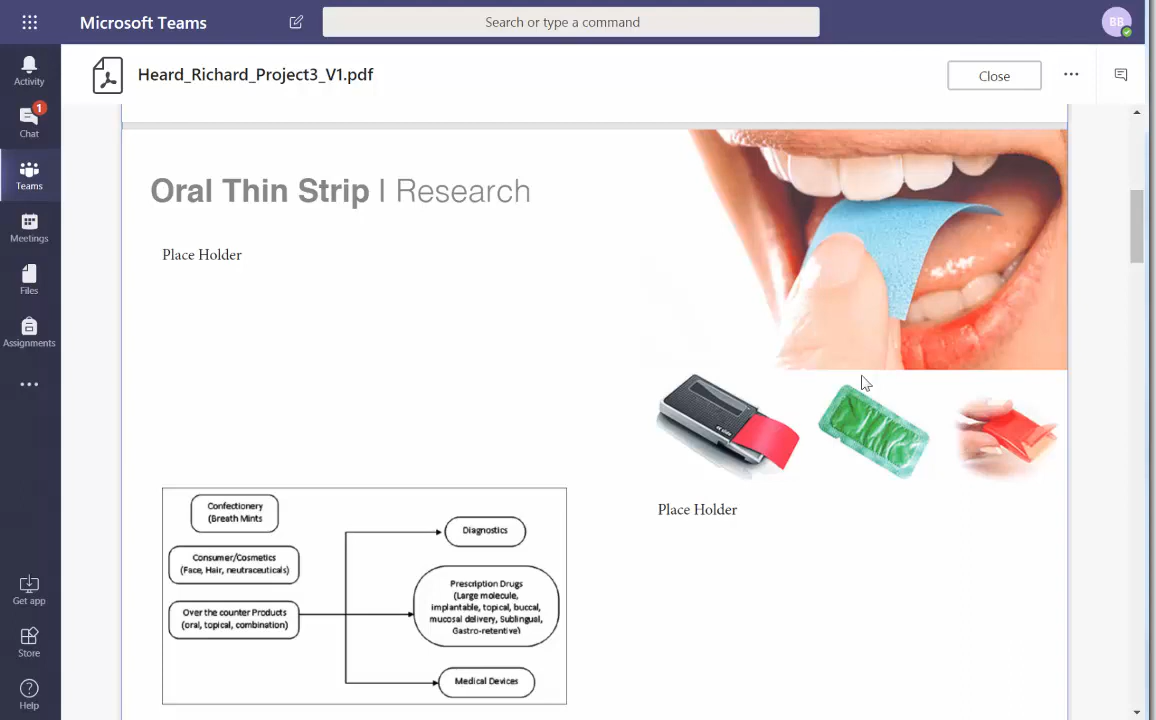 Microsoft Teams
Search or type a command
BB
Activity
1
Chat
Teams
Meetings
Files
Assignments
Get app
Store
Help
Heard_Richard_Project3_V1.pdf
Close
Oral Thin Strip | Research
Place Holder
Place Holder
Confectionery
(Breath Mints
Consumer/Cosmetics
(Face, Hair, neutraceuticals)
Over the counter Products
(oral, topical, combination)
Diagnostics
Prescription Drugs
(Large molecule,
implantable, topical, buccal,
mucosal delivery, Sublingual,
Gastro-retentive)
Medical Devices